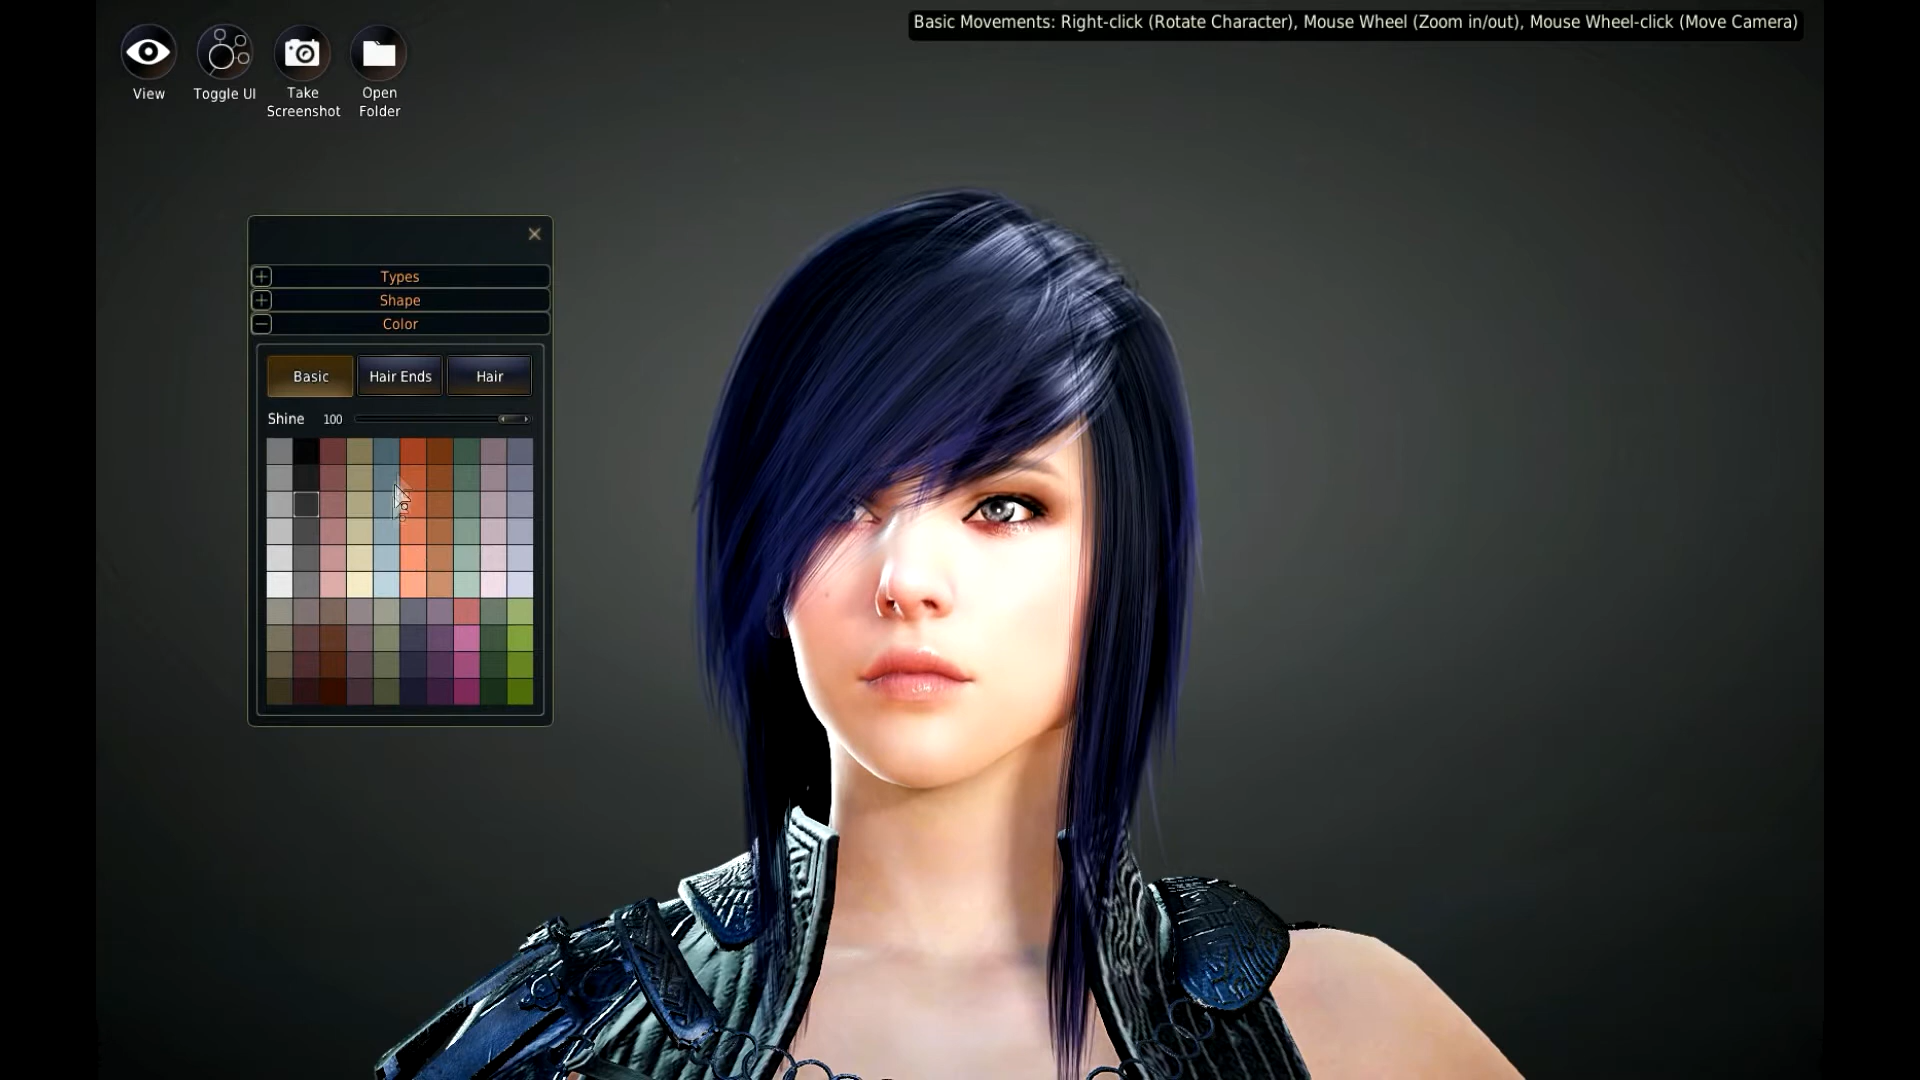 Basic Movements: Right-click (Rotate Character), Mouse Wheel (Zoom in/out), Mouse Wheel-click (Move Camera)
View
Toggle UI
Take
Screenshot
Open
Folder
Types
Shape
Color
Basic
Hair Ends
Hair
Shine 100